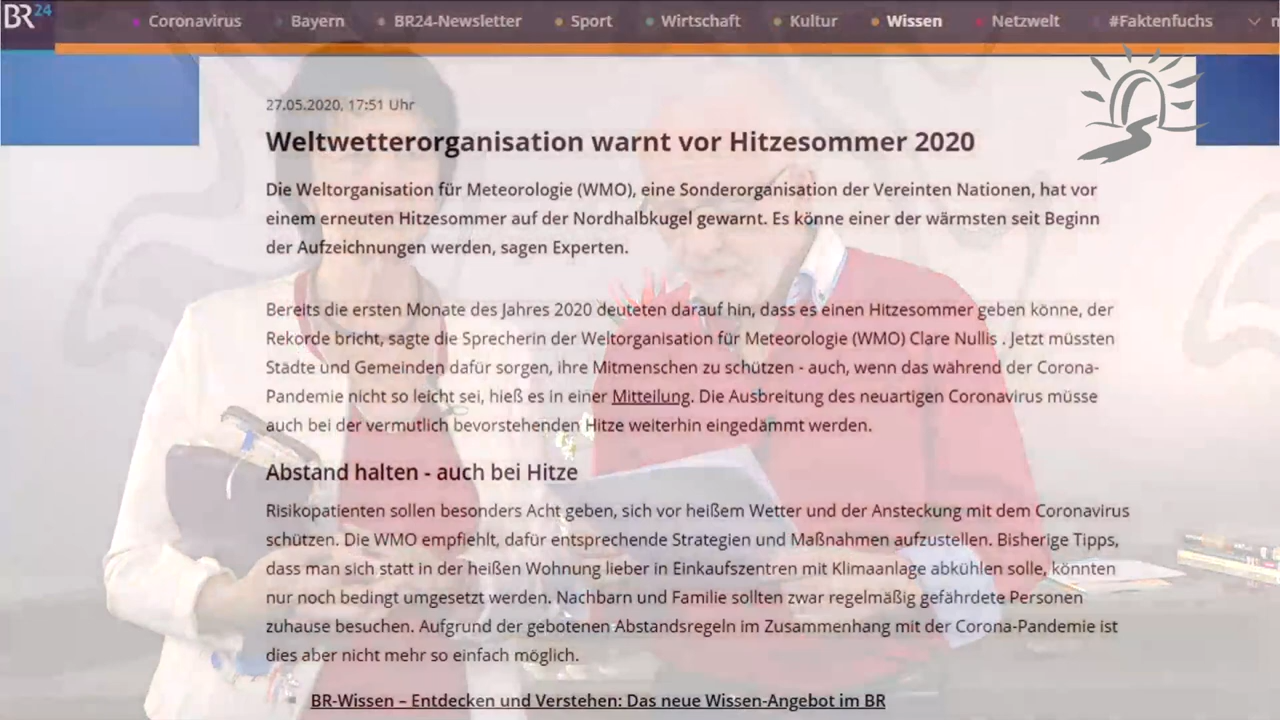 BR24
Coronavirus
Bayern
BR24-Newsletter
Sport
Wirtschaft
Kultur
Wissen
Netzwelt
#Faktenfuchs
27.05.2020, 17:51 Uhr
Weltwetterorganisation warnt vor Hitzesommer 2020
Die Weltorganisation für Meteorologie (WMO), eine Sonderorganisation der Vereinten Nationen, hat vor
einem erneuten Hitzesommer auf der Nordhalbkugel gewarnt. Es könne einer der wärmsten seit Beginn
der Aufzeichnungen werden, sagen Experten.
Bereits die ersten Monate des Jahres 2020 deuteten darauf hin, dass es einen Hitzesommer geben könne, der
Rekorde bricht, sagte die Sprecherin der Weltorganisation für Meteorologie (WMO) Clare Nullis . Jetzt müssten
Städte und Gemeinden dafür sorgen, ihre Mitmenschen zu schützen - auch, wenn das während der Corona-
Pandemie nicht so leicht sei, hieß es in einer Mitteilung. Die Ausbreitung des neuartigen Coronavirus müsse
auch bei der vermutlich bevorstehenden Hitze weiterhin eingedämmt werden.
Abstand halten - auch bei Hitze
Risikopatienten sollen besonders Acht geben, sich vor heißem Wetter und der Ansteckung mit dem Coronavirus
schützen. Die WMO empfiehlt, dafür entsprechende Strategien und Maßnahmen aufzustellen. Bisherige Tipps,
dass man sich statt in der heißen Wohnung lieber in Einkaufszentren mit Klimaanlage abkühlen solle, könnten
nur noch bedingt umgesetzt werden. Nachbarn und Familie sollten zwar regelmäßig gefährdete Personen
zuhause besuchen. Aufgrund der gebotenen Abstandsregeln im Zusammenhang mit der Corona-Pandemie ist
dies aber nicht mehr so einfach möglich.
BR-Wissen – Entdecken und Verstehen: Das neue Wissen-Angebot im BR